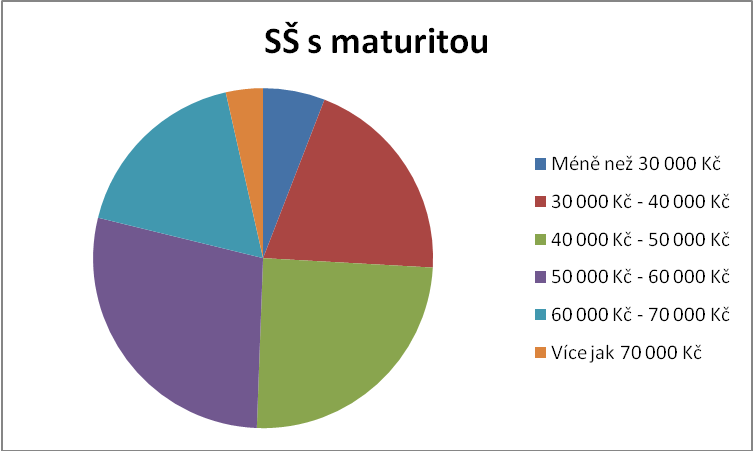 SŠ s maturitou
Méně než 30 000 Kč
30 000 Kč - 40 000 Kč
40 000 Kč - 50 000 Kč
50 000 Kč - 60 000 Kč
60 000 Kč - 70 000 Kč
Více jak 70 000 Kč